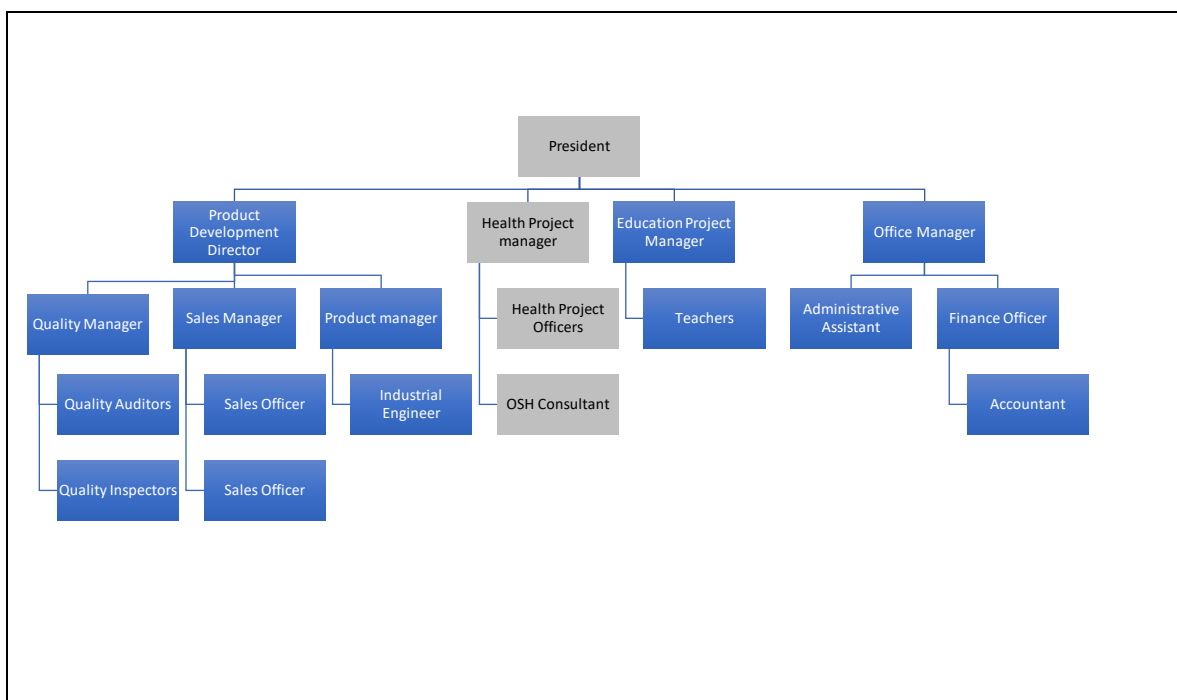 President
Product
Development
Director
Health Project
manager
Education Project
Manager
Office Manager
Quality Manager
Sales Manager
Product manager
Health Project
Officers
Teachers
Administrative
Assistant
Finance Officer
Quality Auditors
Sales Officer
Industrial
Engineer
OSH Consultant
Accountant
Quality Inspectors
Sales Officer